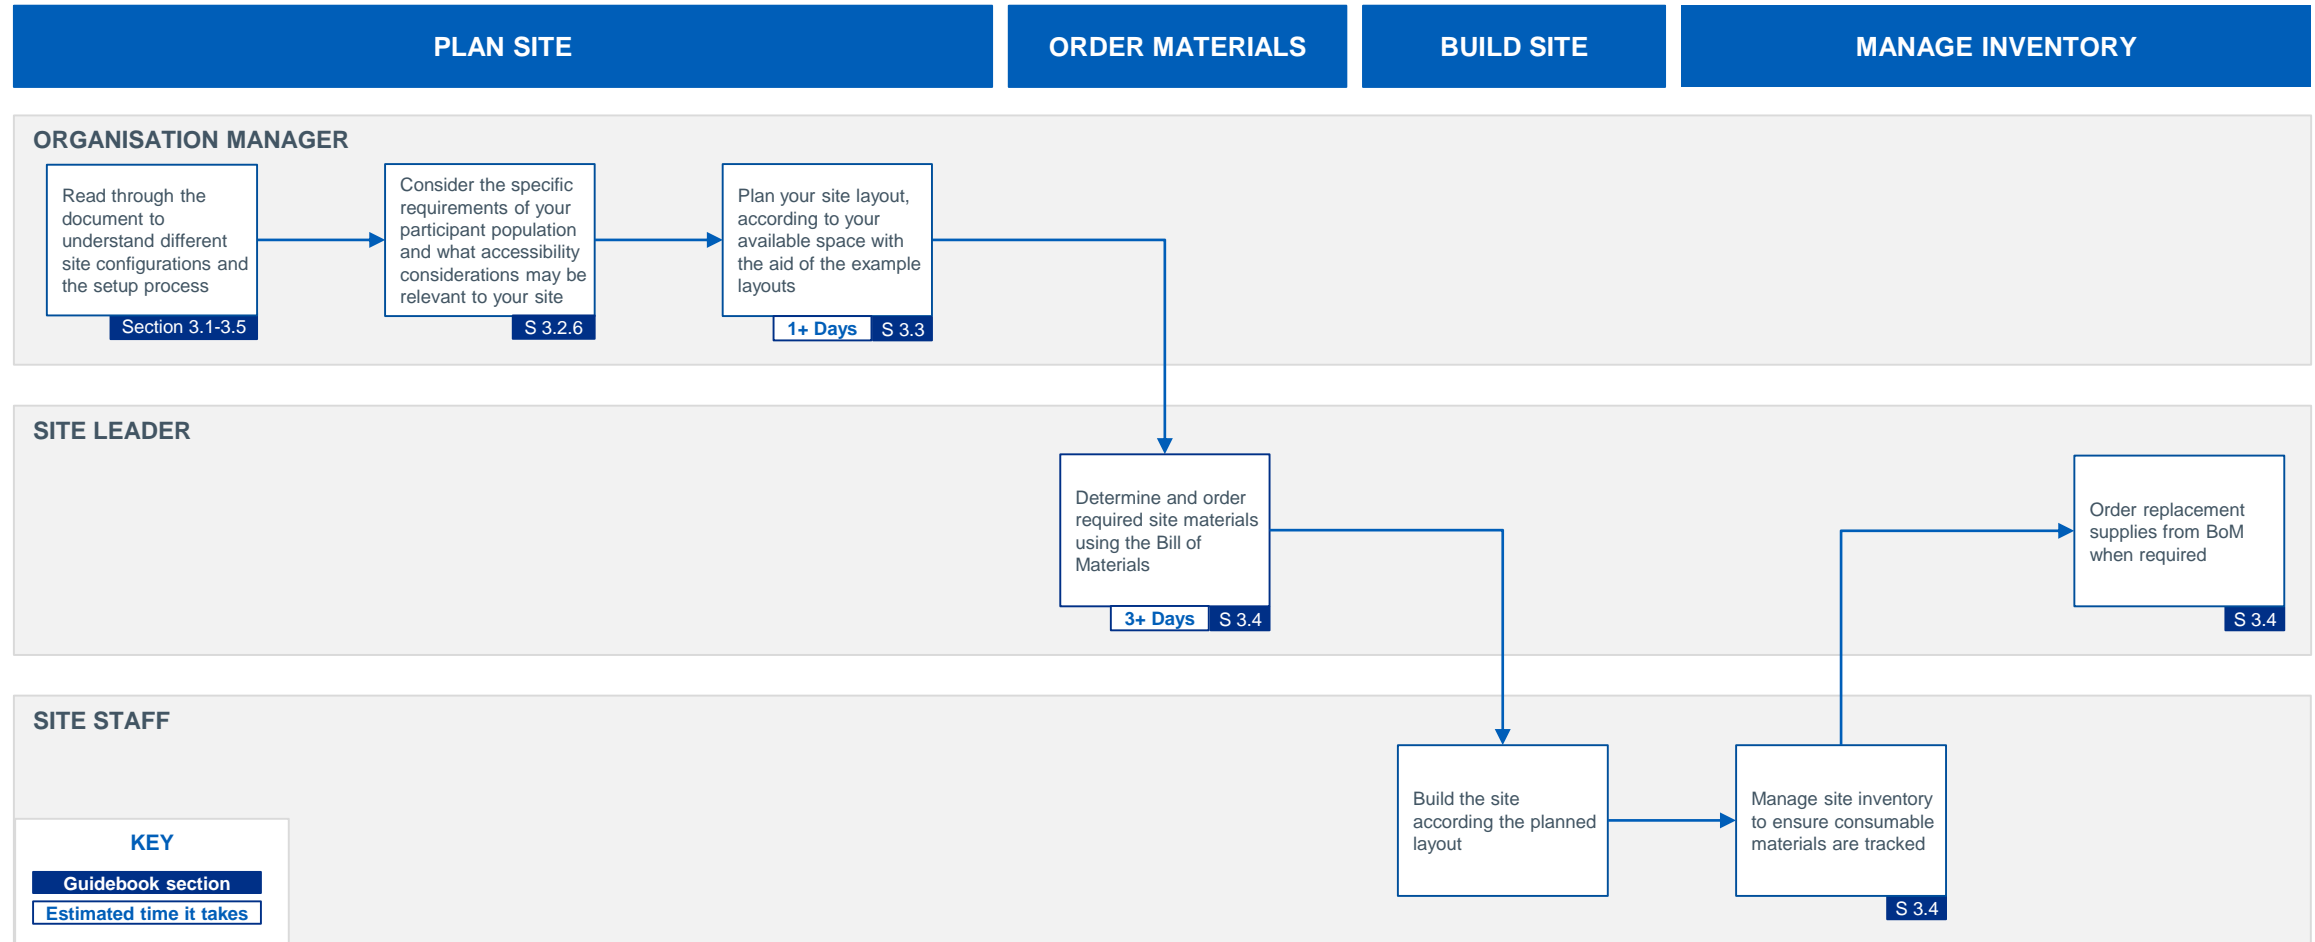 PLAN SITE
ORDER MATERIALS
BUILD SITE
MANAGE INVENTORY
ORGANISATION MANAGER
Read through the
document to
understand different
site configurations and
the setup process
Section 3.1-3.5
Consider the specific
requirements of your
participant population
and what accessibility
considerations may be
relevant to your site
S 3.2.6
Plan your site layout,
according to your
available space with
the aid of the example
layouts
1+ Days
S 3.3
SITE LEADER
Determine and order
required site materials
using the Bill of
Materials
3+ Days
S 3.4
Order replacement
supplies from BoM
when required
S 3.4
SITE STAFF
Build the site
according the planned
layout
Manage site inventory
to ensure consumable
materials are tracked
S 3.4
KEY
Guidebook section
Estimated time it takes